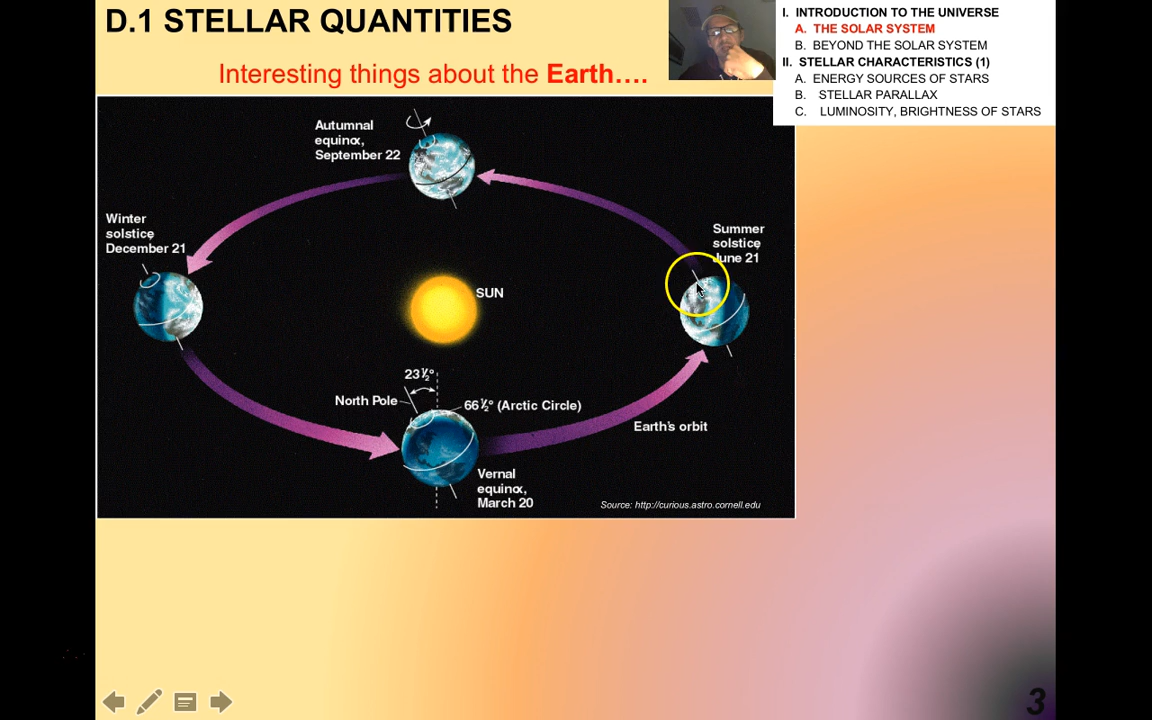 D.1 STELLAR QUANTITIES
Interesting things about the Earth….
I. INTRODUCTION TO THE UNIVERSE
A. THE SOLAR SYSTEM
B. BEYOND THE SOLAR SYSTEM
II. STELLAR CHARACTERISTICS (1)
A. ENERGY SOURCES OF STARS
B. STELLAR PARALLAX
C. LUMINOSITY, BRIGHTNESS OF STARS
Autumnal
equinox,
September 22
Winter
solstice,
December 21
Summer
solstice,
June 21
SUN
23½°
North Pole
66½° (Arctic Circle)
Earth's orbit
Vernal
equinox,
March 20
Source: http://curious.astro.cornell.edu
3